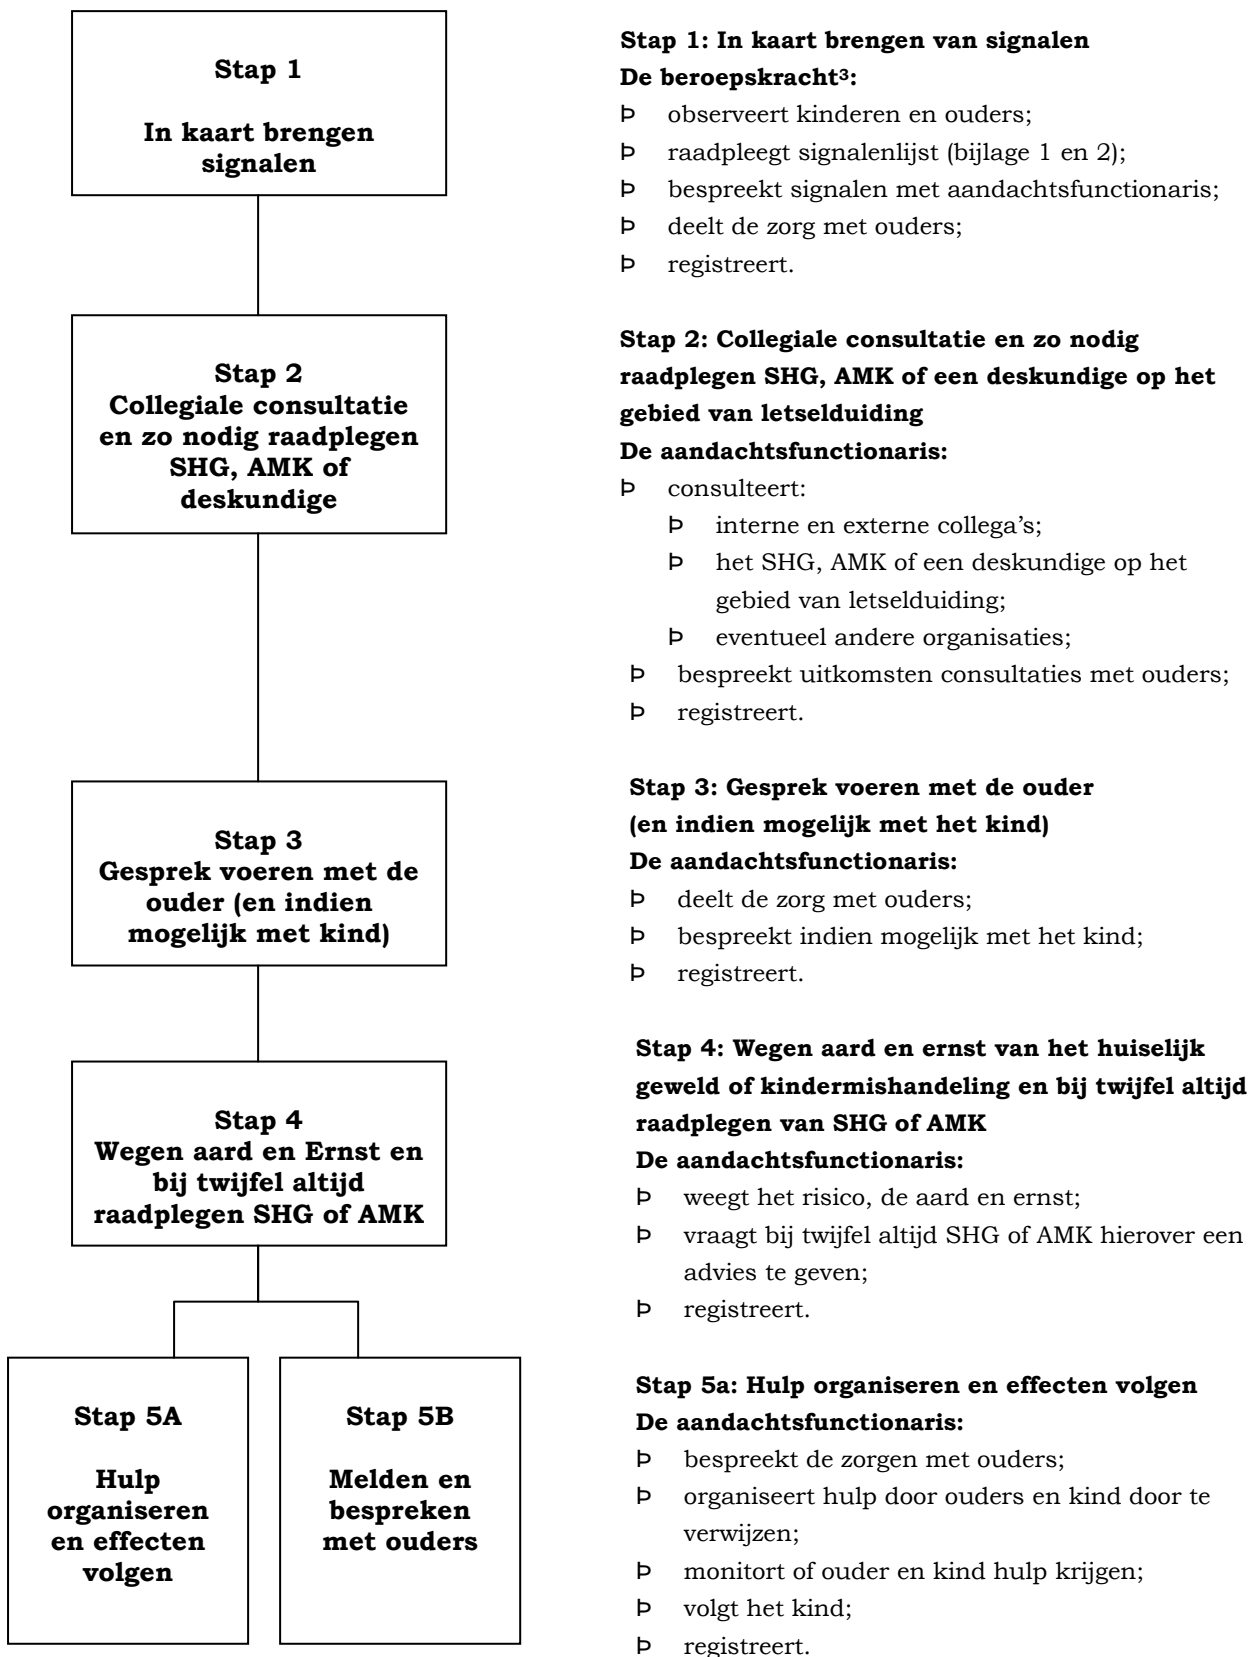 Stap 1
In kaart brengen
signalen
Stap 2
Collegiale consultatie
en zo nodig raadplegen
SHG, AMK of
deskundige
Stap 3
Gesprek voeren met de
ouder (en indien
mogelijk met kind)
Stap 4
Wegen aard en Ernst en
bij twijfel altijd
raadplegen SHG of AMK
Stap 5A
Hulp
organiseren
en effecten
volgen
Stap 5B
Melden en
bespreken
met ouders
Stap 1: In kaart brengen van signalen
De beroepskracht³:
Þ observeert kinderen en ouders;
Þ raadpleegt signalenlijst (bijlage 1 en 2);
Þ bespreekt signalen met aandachtsfunctionaris;
Þ deelt de zorg met ouders;
Þ registreert.
Stap 2: Collegiale consultatie en zo nodig
raadplegen SHG, AMK of een deskundige op het
gebied van letselduiding
De aandachtsfunctionaris:
Þ consulteert:
Þ interne en externe collega’s;
Þ het SHG, AMK of een deskundige op het
gebied van letselduiding;
Þ eventueel andere organisaties;
Þ bespreekt uitkomsten consultaties met ouders;
Þ registreert.
Stap 3: Gesprek voeren met de ouder
(en indien mogelijk met het kind)
De aandachtsfunctionaris:
Þ deelt de zorg met ouders;
Þ bespreekt indien mogelijk met het kind;
Þ registreert.
Stap 4: Wegen aard en ernst van het huiselijk
geweld of kindermishandeling en bij twijfel altijd
raadplegen van SHG of AMK
De aandachtsfunctionaris:
Þ weegt het risico, de aard en ernst;
Þ vraagt bij twijfel altijd SHG of AMK hierover een
advies te geven;
Þ registreert.
Stap 5a: Hulp organiseren en effecten volgen
De aandachtsfunctionaris:
Þ bespreekt de zorgen met ouders;
Þ organiseert hulp door ouders en kind door te
verwijzen;
Þ monitort of ouder en kind hulp krijgen;
Þ volgt het kind;
Þ registreert.